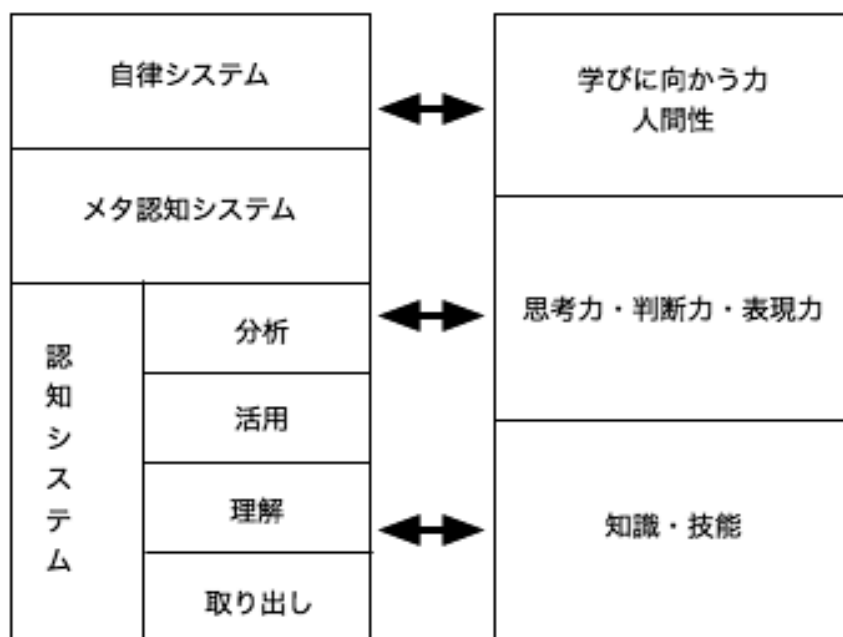 自律システム
メタ認知システム
認知システム
分析
活用
理解
取り出し
学びに向かう力
人間性
思考力・判断力・表現力
知識・技能